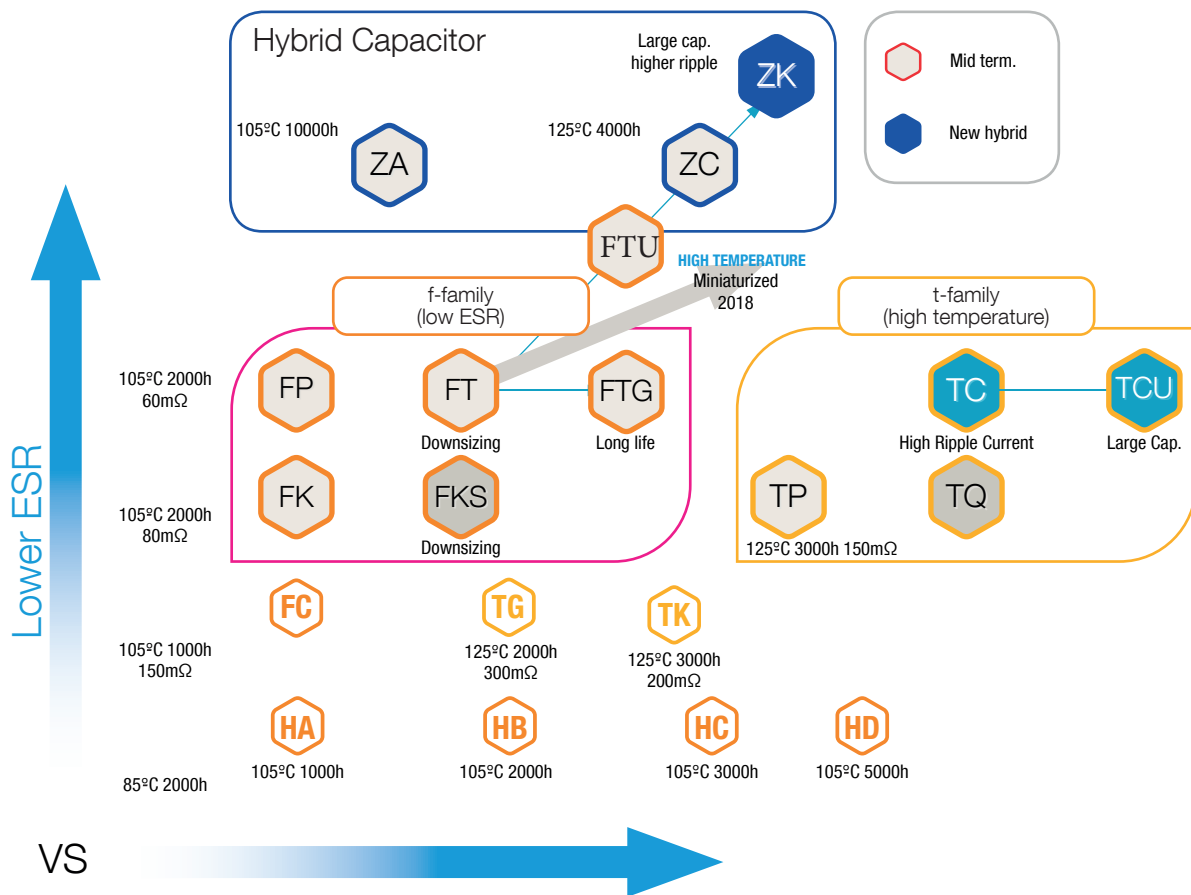 Hybrid Capacitor
Large cap.
higher ripple
ZK
105ºC 10000h
ZA
125ºC 4000h
ZC
Mid term.
New hybrid
FTU
HIGH TEMPERATURE
Miniaturized
2018
f-family
(low ESR)
t-family
(high temperature)
Lower ESR
105ºC 2000h
60mΩ
FP
FT
Downsizing
FTG
Long life
TC
High Ripple Current
TCU
Large Cap.
105ºC 2000h
80mΩ
FK
FKS
Downsizing
TP
125ºC 3000h 150mΩ
TQ
105ºC 1000h
150mΩ
FC
TG
125ºC 2000h
300mΩ
TK
125ºC 3000h
200mΩ
85ºC 2000h
HA
105ºC 1000h
HB
105ºC 2000h
HC
105ºC 3000h
HD
105ºC 5000h
VS